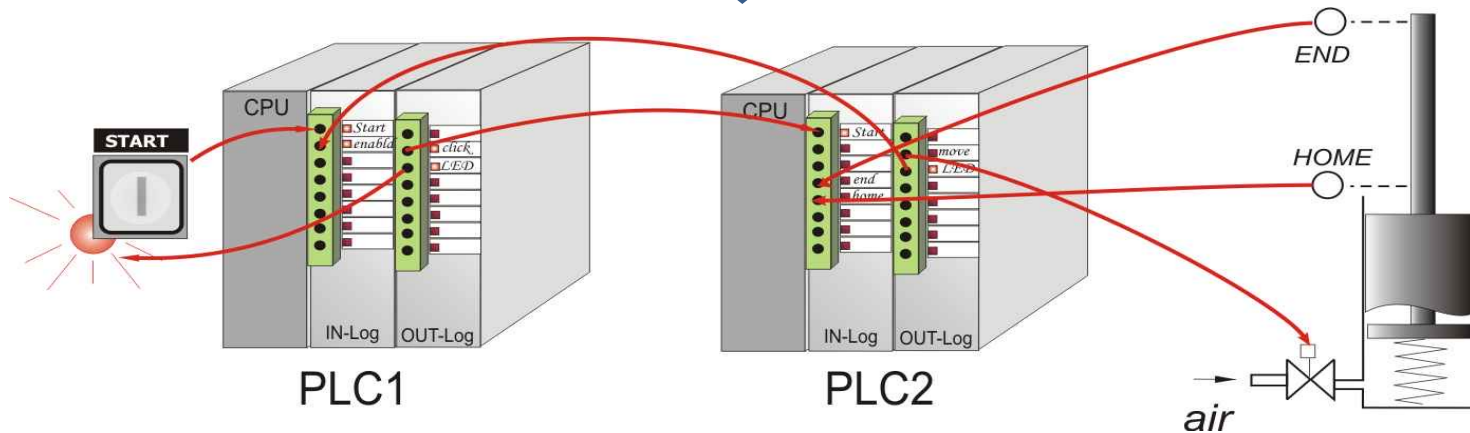 START
CPU
Start
enabld
click,
LED
IN-Log
OUT-Log
PLC1
CPU
Start
end
home
move
LED
IN-Log
OUT-Log
PLC2
END
HOME
air